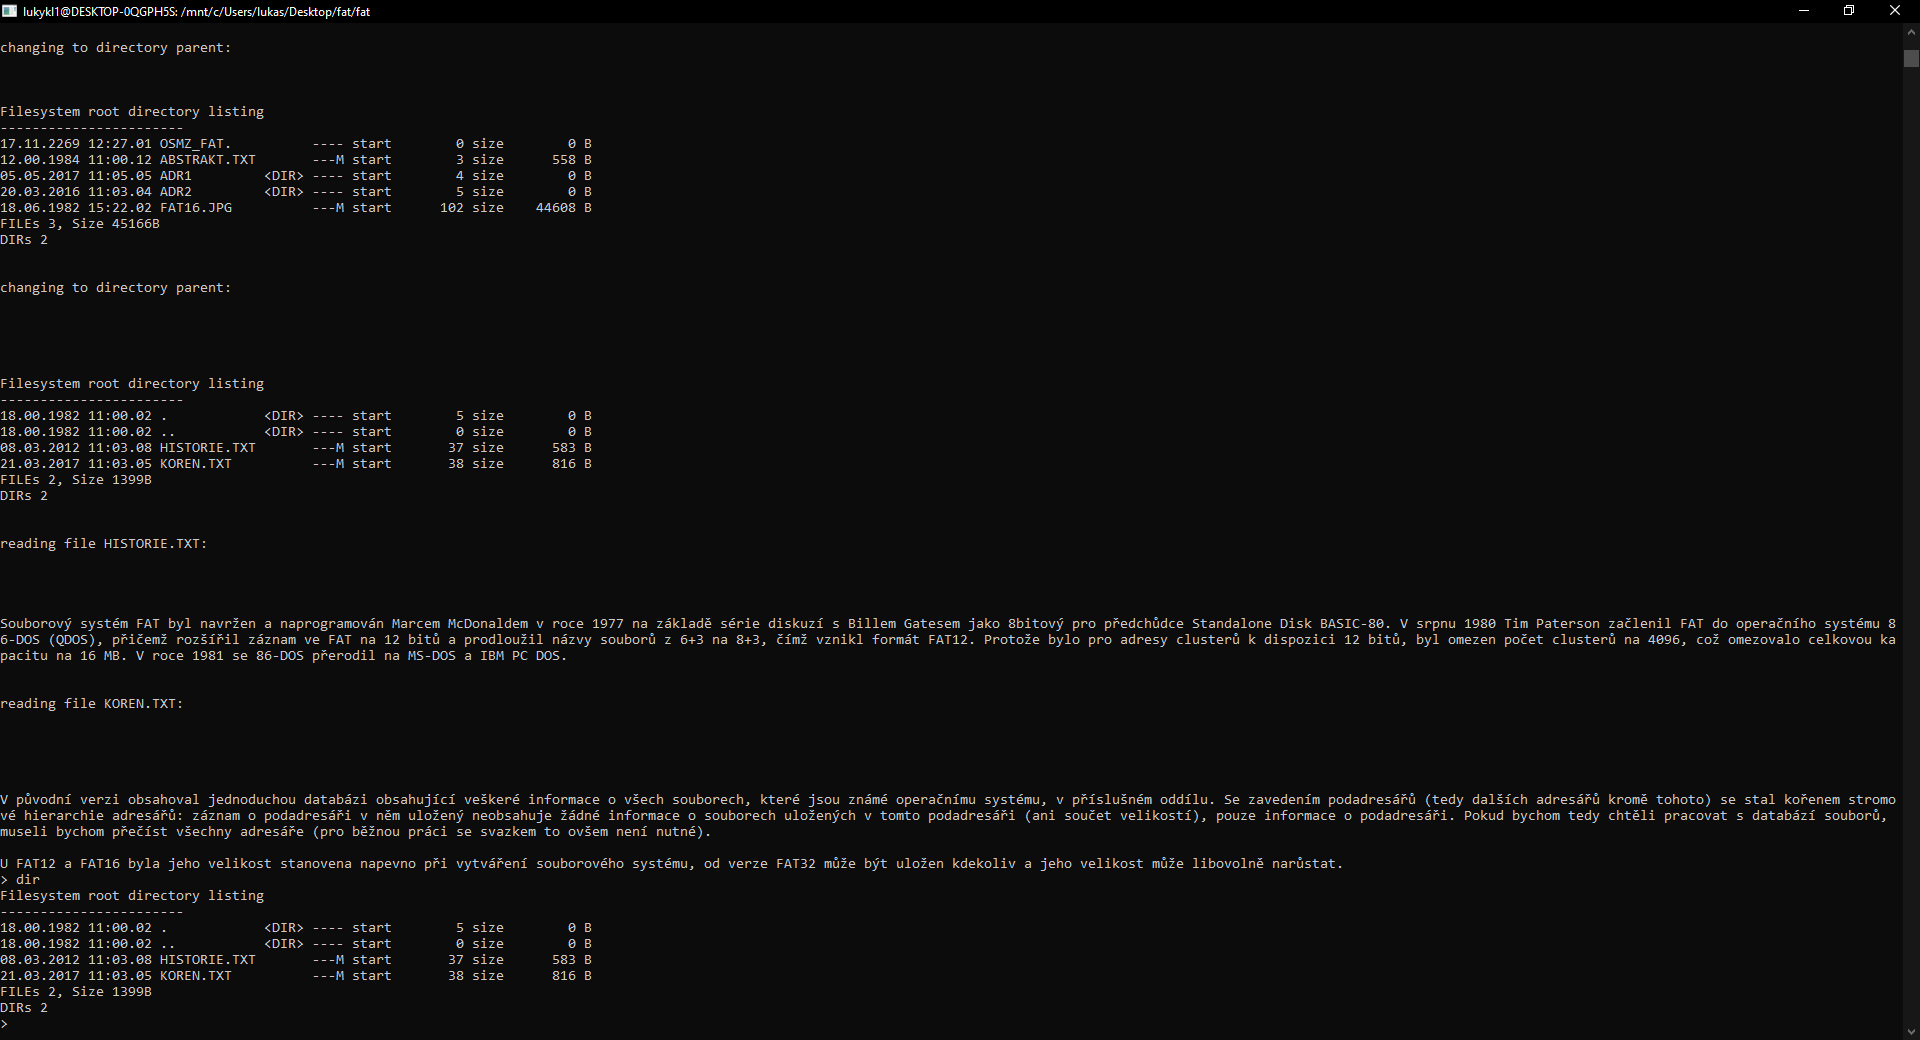 lukykl1@DESKTOP-0QGPH5S: /mnt/c/Users/lukas/Desktop/fat/fat
changing to directory parent:
Filesystem root directory listing
-----------------------
17.11.2269 12:27.01 OSMZ_FAT.          ---- start        0 size        0 B
12.00.1984 11:00.12 ABSTRAKT.TXT       ---M start        3 size      558 B
05.05.2017 11:05.05 ADR1         <DIR> ---- start        4 size        0 B
20.03.2016 11:03.04 ADR2         <DIR> ---- start        5 size        0 B
18.06.1982 15:22.02 FAT16.JPG          ---M start      102 size    44608 B
FILEs 3, Size 45166B
DIRs 2
changing to directory parent:
Filesystem root directory listing
-----------------------
18.00.1982 11:00.02 .            <DIR> ---- start        5 size        0 B
18.00.1982 11:00.02 ..           <DIR> ---- start        0 size        0 B
08.03.2012 11:03.08 HISTORIE.TXT       ---M start       37 size      583 B
21.03.2017 11:03.05 KOREN.TXT          ---M start       38 size      816 B
FILEs 2, Size 1399B
DIRs 2
reading file HISTORIE.TXT:
Souborový systém FAT byl navržen a naprogramován Marcem McDonaldem v roce 1977 na základě série diskuzí s Billem Gatesem jako 8bitový pro předchůdce Standalone Disk BASIC-80. V srpnu 1980 Tim Paterson začlenil FAT do operačního systému 8
6-DOS (QDOS), přičemž rozšířil záznam ve FAT na 12 bitů a prodloužil názvy souborů z 6+3 na 8+3, čímž vznikl formát FAT12. Protože bylo pro adresy clusterů k dispozici 12 bitů, byl omezen počet clusterů na 4096, což omezovalo celkovou ka
pacitu na 16 MB. V roce 1981 se 86-DOS přerodil na MS-DOS a IBM PC DOS.
reading file KOREN.TXT:
V původní verzi obsahoval jednoduchou databázi obsahující veškeré informace o všech souborech, které jsou známé operačnímu systému, v příslušném oddílu. Se zavedením podadresářů (tedy dalších adresářů kromě tohoto) se stal kořenem stromo
vé hierarchie adresářů: záznam o podadresáři v něm uložený neobsahuje žádné informace o souborech uložených v tomto podadresáři (ani součet velikostí), pouze informace o podadresáři. Pokud bychom tedy chtěli pracovat s databází souborů,
museli bychom přečíst všechny adresáře (pro běžnou práci se svazkem to ovšem není nutné).
U FAT12 a FAT16 byla jeho velikost stanovena napevno při vytváření souborového systému, od verze FAT32 může být uložen kdekoliv a jeho velikost může libovolně narůstat.
> dir
Filesystem root directory listing
-----------------------
18.00.1982 11:00.02 .            <DIR> ---- start        5 size        0 B
18.00.1982 11:00.02 ..           <DIR> ---- start        0 size        0 B
08.03.2012 11:03.08 HISTORIE.TXT       ---M start       37 size      583 B
21.03.2017 11:03.05 KOREN.TXT          ---M start       38 size      816 B
FILEs 2, Size 1399B
DIRs 2
>